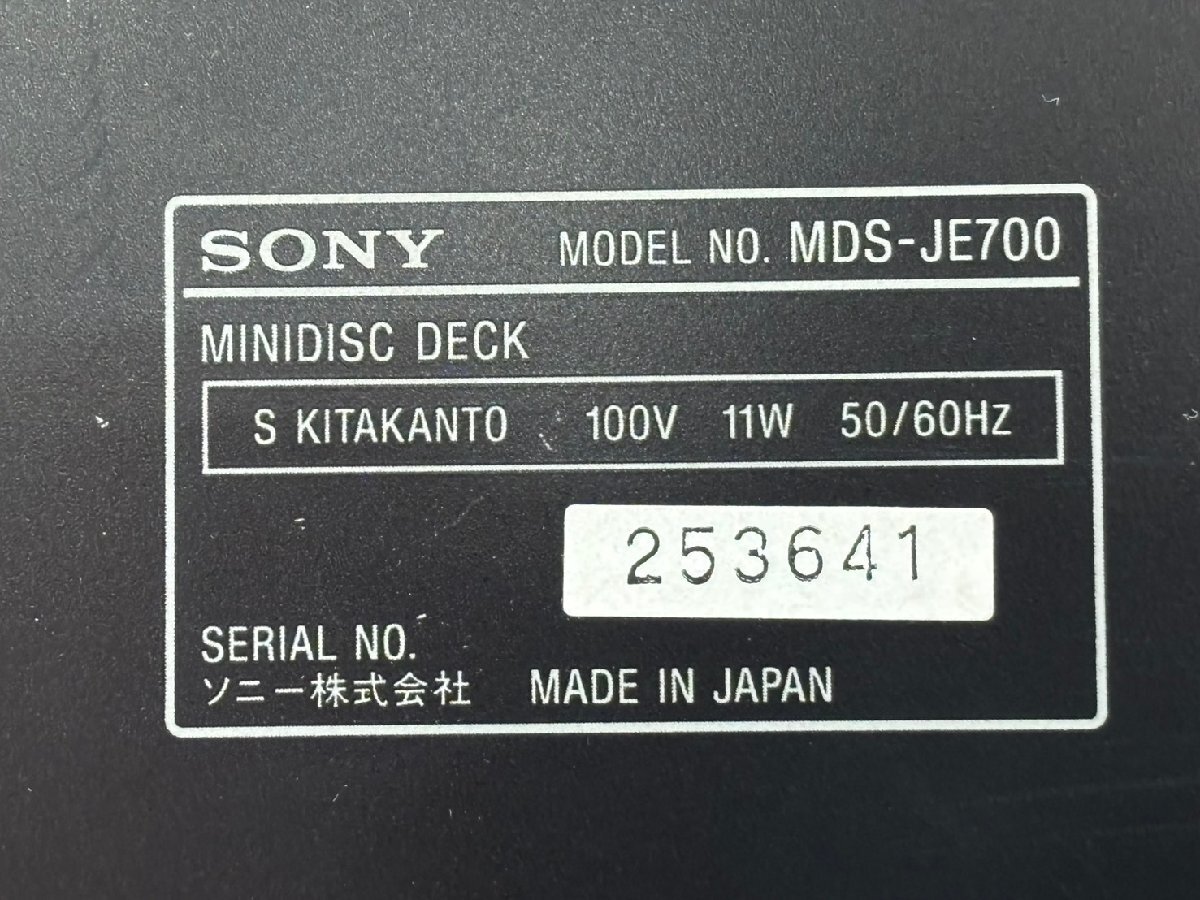 SONY MODEL NO. MDS-JE700
MINIDISC DECK
S KITAKANTO 100V 11W 50/60Hz
253641
SERIAL NO.
ソニー株式会社 MADE IN JAPAN